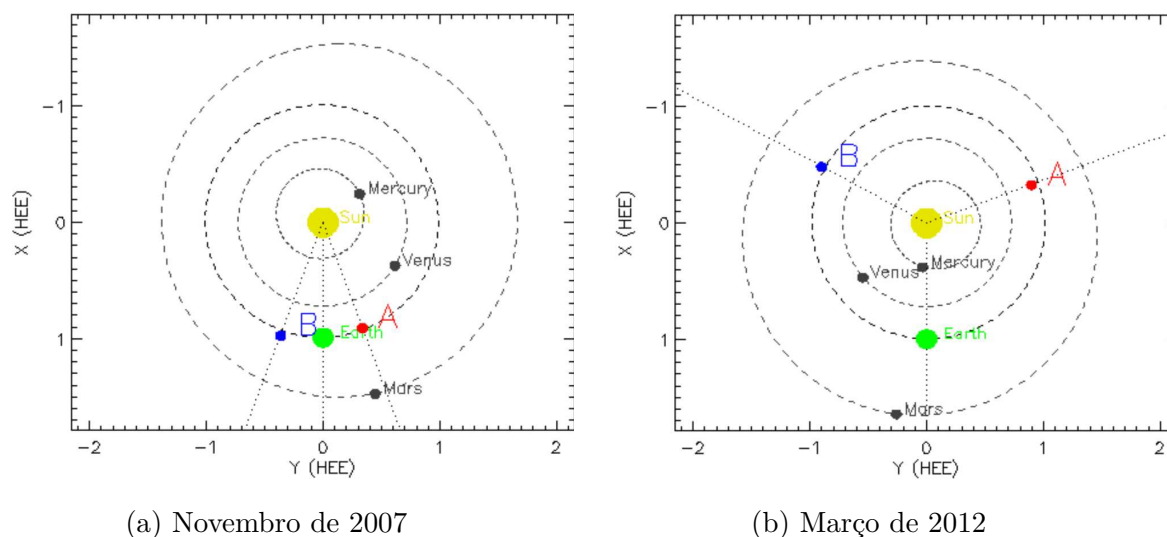 -1
0
1
X (HEE)
Mercury
Sun
Venus
B
A
Earth
Mars
-2
-1
0
1
2
Y (HEE)
(a) Novembro de 2007
-1
0
1
X (HEE)
B
A
Sun
Mercury
Venus
Earth
Mars
-2
-1
0
1
2
Y (HEE)
(b) Março de 2012